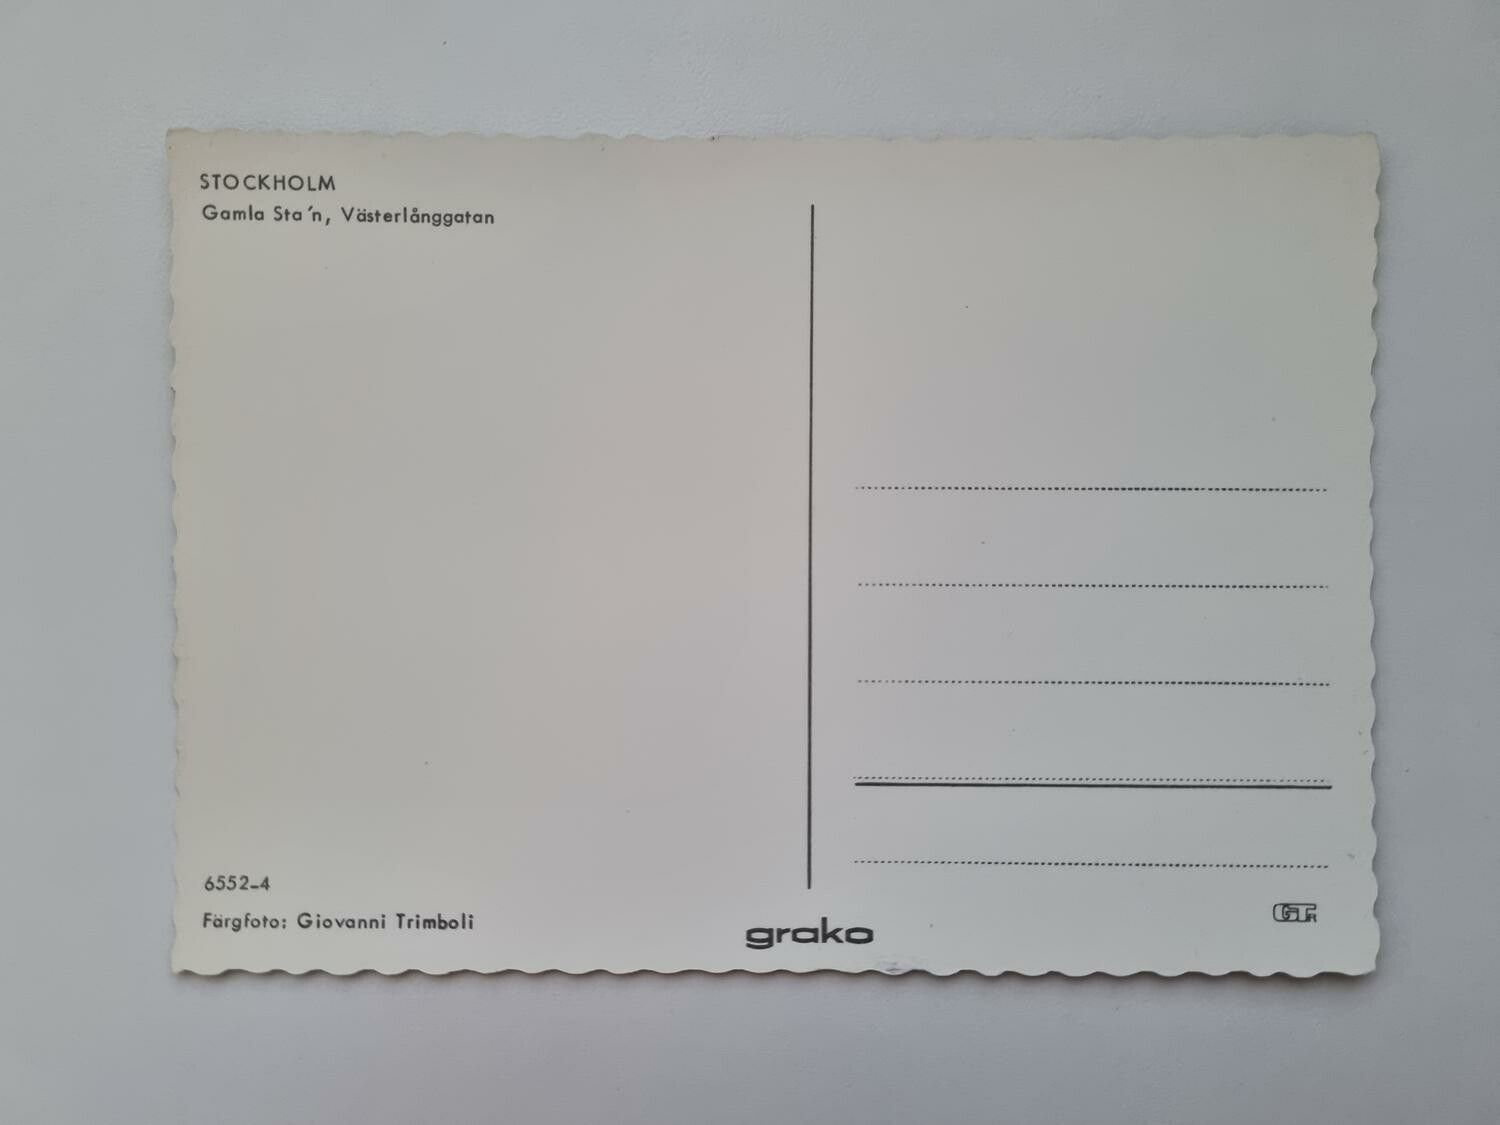 STOCKHOLM
Gamla Sta'n, Västerlånggatan
6552-4
Färgfoto: Giovanni Trimboli
grako